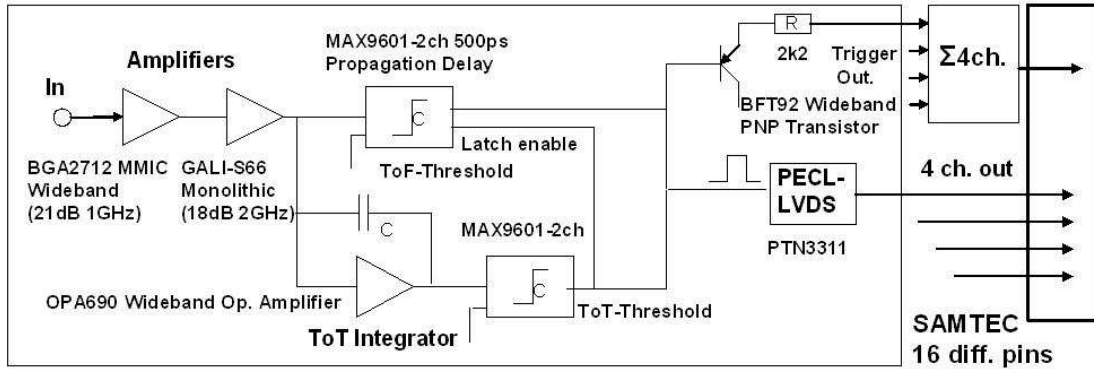 MAX9601-2ch 500ps
Propagation Delay
Amplifiers
In
C
Latch enable
ToF-Threshold
BGA2712 MMIC
Wideband
(21dB 1GHz)
GALI-S66
Monolithic
(18dB 2GHz)
C
MAX9601-2ch
C
OPA690 Wideband Op. Amplifier
ToT Integrator
ToT-Threshold
R
2k2
Trigger
Out.
BFT92 Wideband
PNP Transistor
Σ4ch.
PECL-
LVDS
PTN3311
4 ch. out
SAMTEC
16 diff. pins